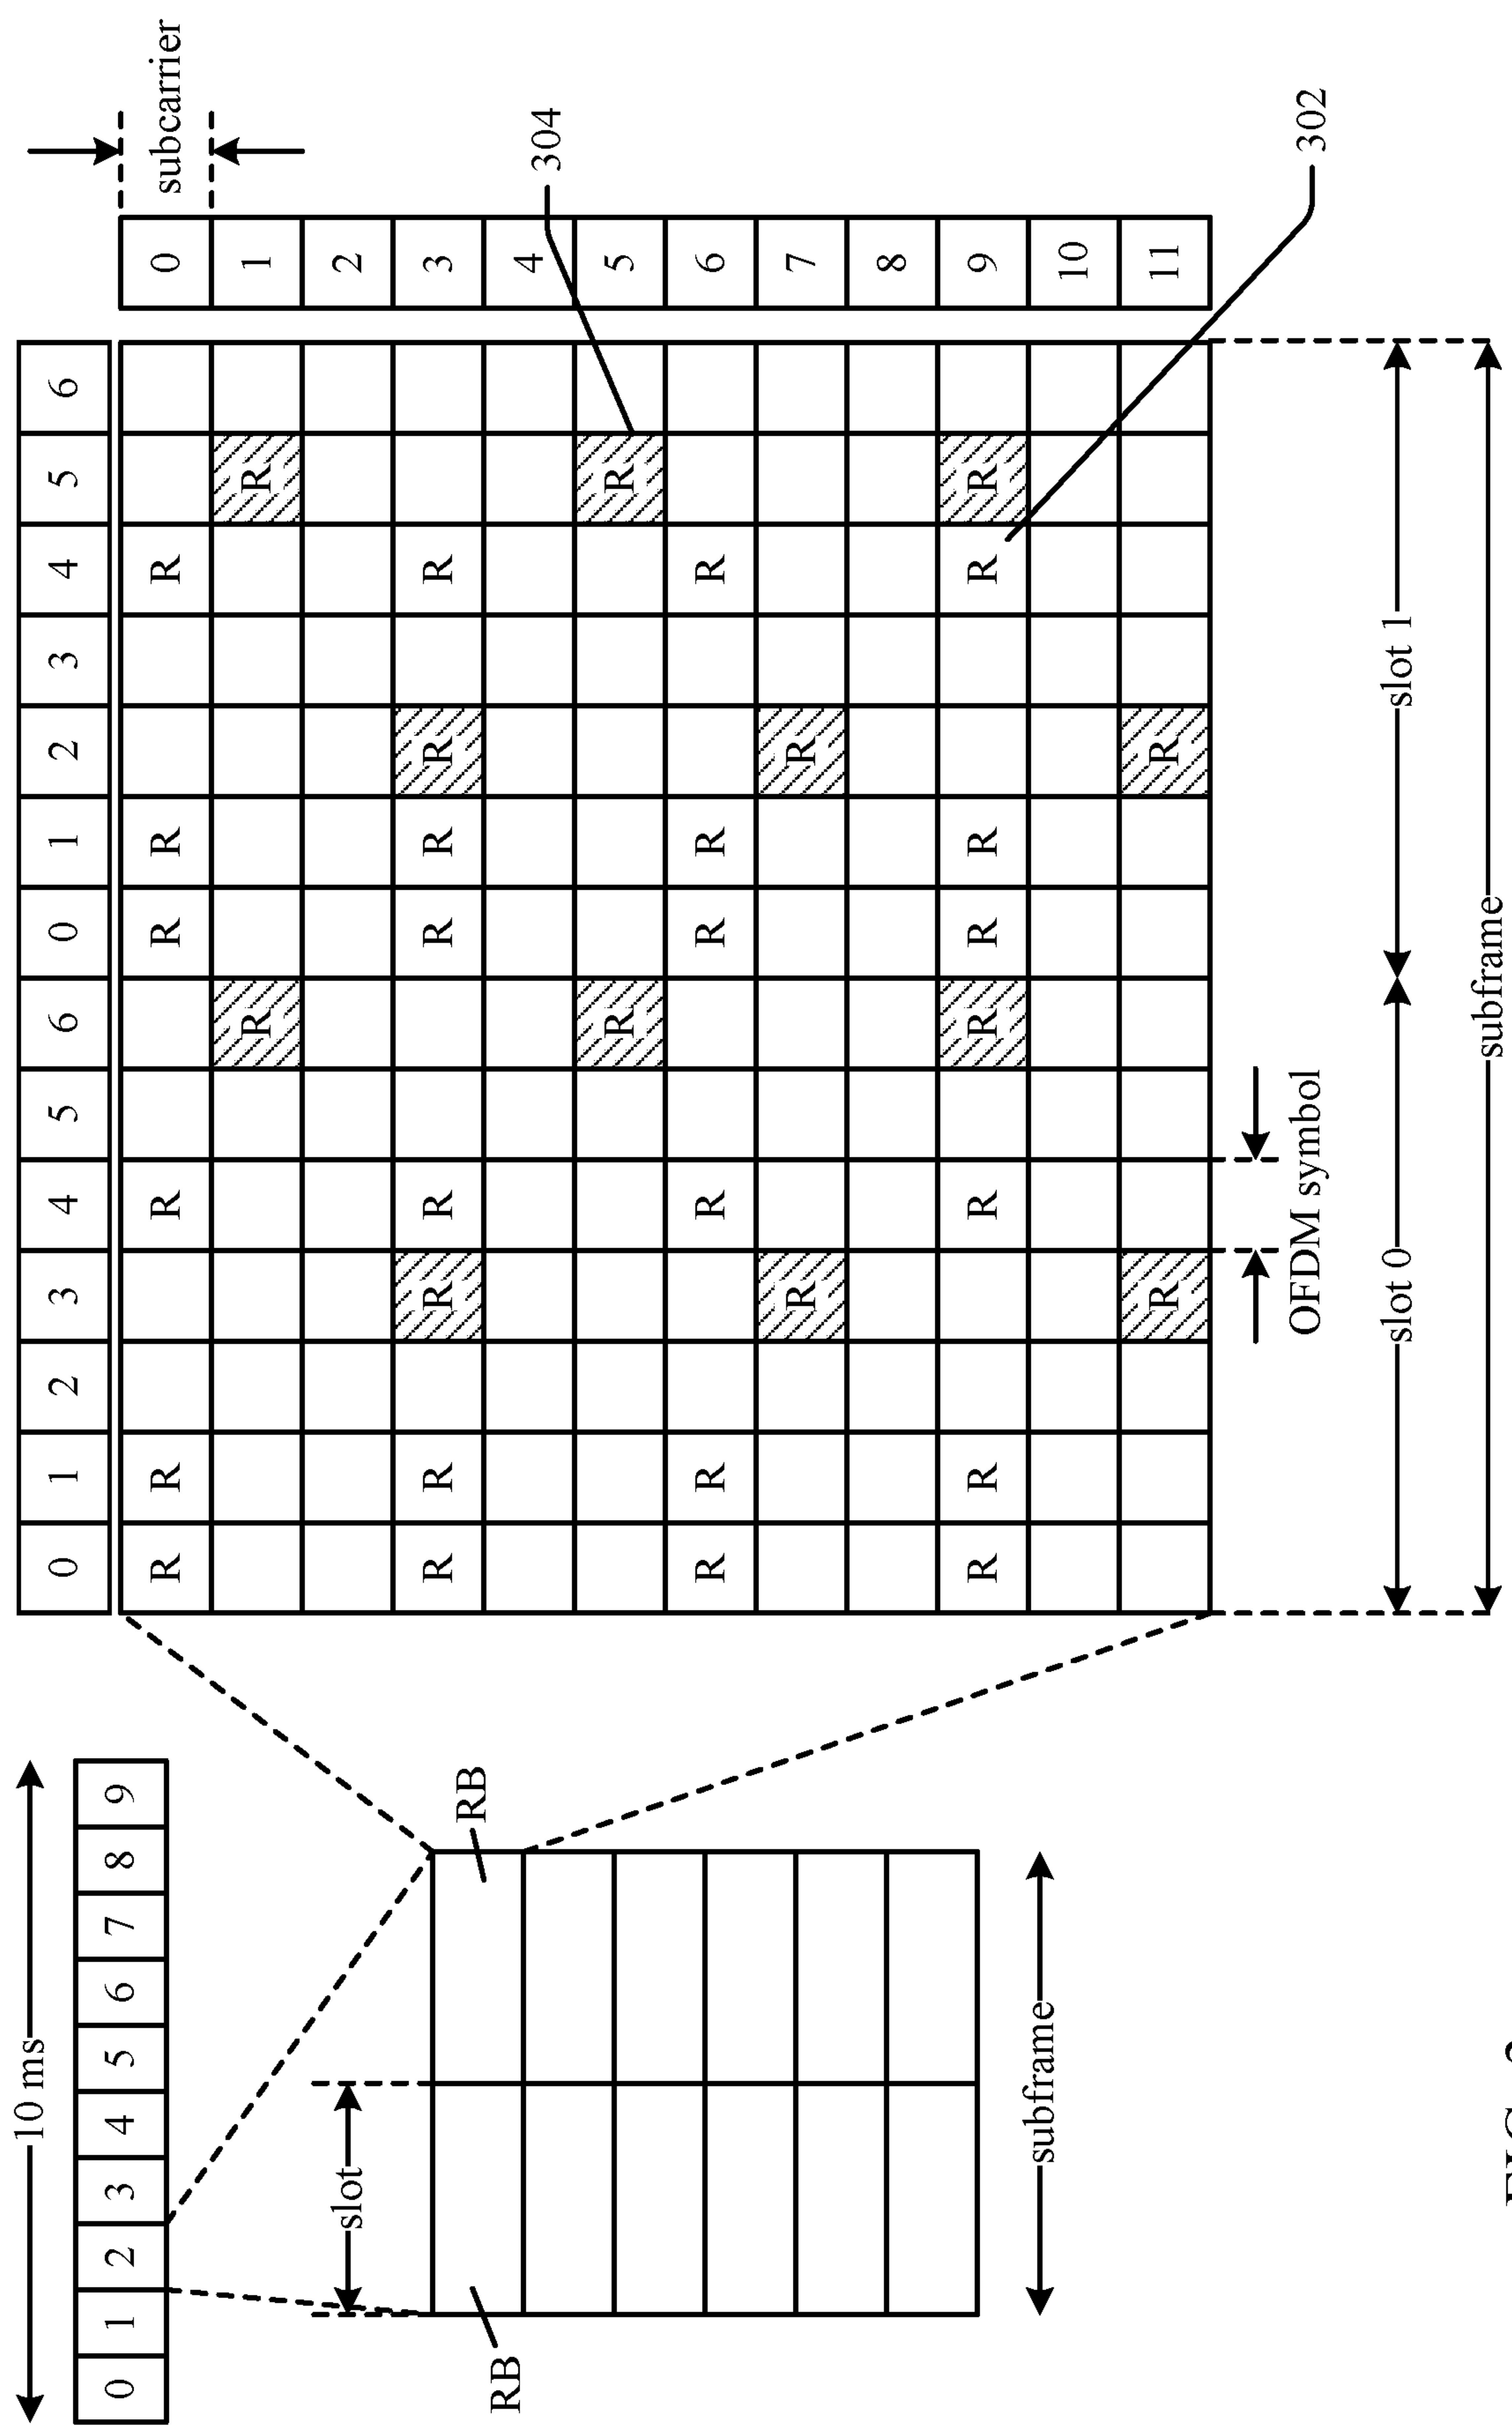 10 ms
0 1 2 3 4 5 6 7 8 9
slot
RB
RB
subframe
0 1 2 3 4 5 6 0 1 2 3 4 5 6
R R R R R R 0
subcarrier
R R 1
2
R R R R R R R R 3
4
R R 5
304
R R R R R R 6
R R 7
8
R R R R R R R R 9
10
R R 11
302
OFDM symbol
slot 0
slot 1
subframe